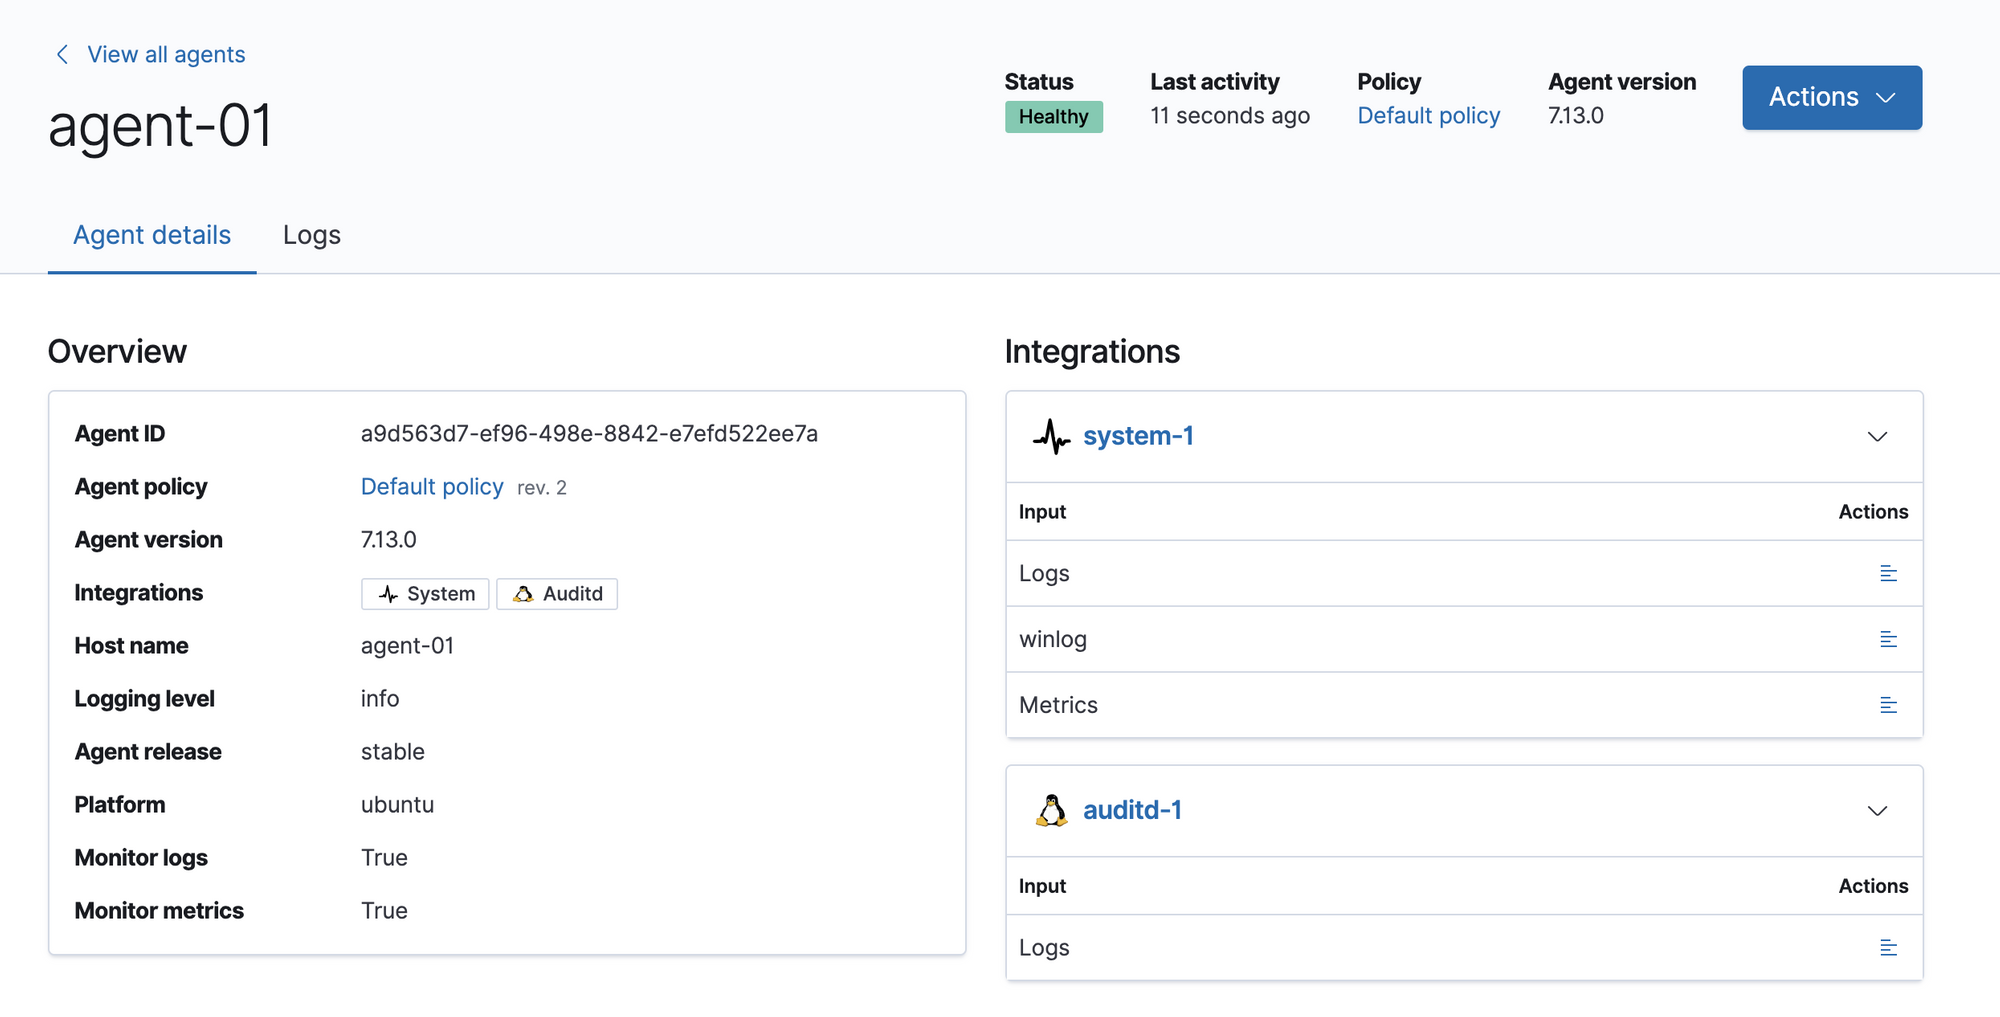 View all agents
agent-01
Status
Healthy
Last activity
11 seconds ago
Policy
Default policy
Agent version
7.13.0
Actions
Agent details
Logs
Overview
Agent ID a9d563d7-ef96-498e-8842-e7efd522ee7a
Agent policy Default policy rev. 2
Agent version 7.13.0
Integrations System Auditd
Host name agent-01
Logging level info
Agent release stable
Platform ubuntu
Monitor logs True
Monitor metrics True
Integrations
system-1
Input Actions
Logs
winlog
Metrics
auditd-1
Input Actions
Logs